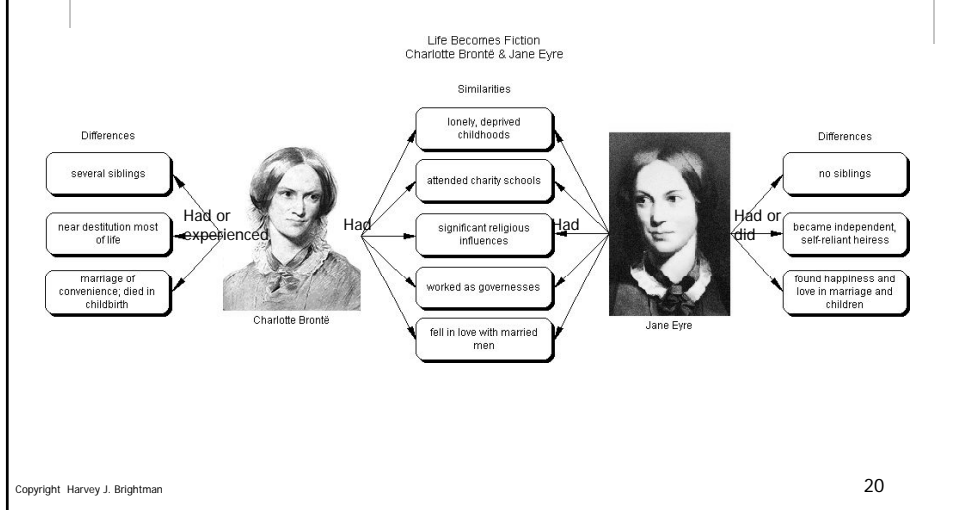 Life Becomes Fiction
Charlotte Brontë & Jane Eyre
Differences
several siblings
near destitution most
of life
marriage of
convenience; died in
childbirth
Had or
experienced
Charlotte Brontë
Had
Similarities
lonely, deprived
childhoods
attended charity schools
significant religious
influences
worked as governesses
fell in love with married
men
Had
Jane Eyre
Had or
did
Differences
no siblings
became independent,
self-reliant heiress
found happiness and
love in marriage and
children
Copyright Harvey J. Brightman
20